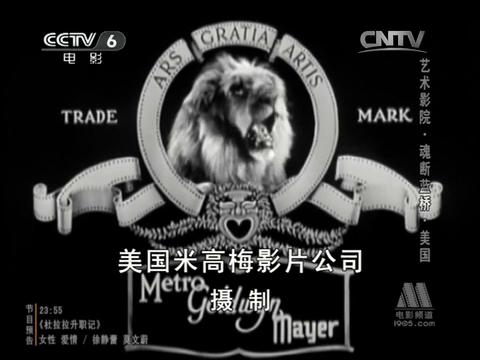 CCTV 6
电影
CNTV
ARS GRATIA ARTIS
TRADE
MARK
艺术影院·魂断蓝桥·美国
美国米高梅影片公司
摄制
Metro
Goldwyn
Mayer
节目预告
23:55
《杜拉拉升职记》
女性 爱情 / 徐静蕾 莫文蔚
电影频道
1905.com